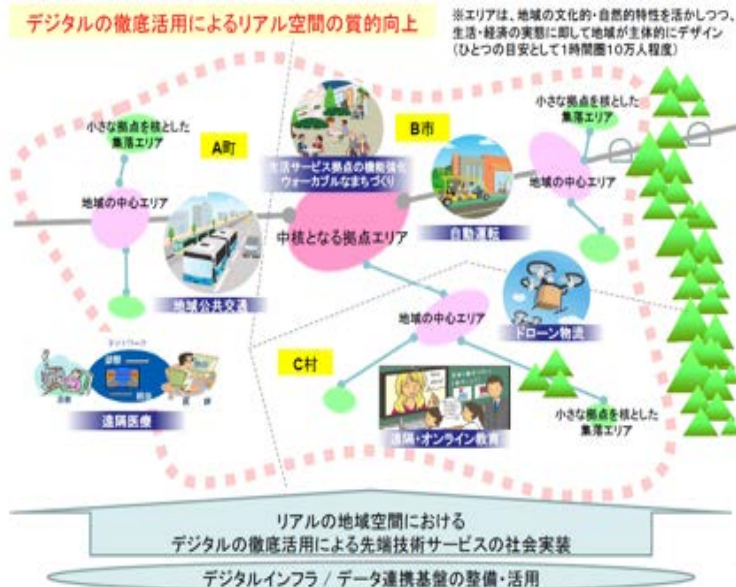 デジタルの徹底活用によるリアル空間の質的向上
※エリアは、地域の文化的・自然的特性を活かしつつ、
生活・経済の実態に即して地域が主体的にデザイン
(ひとつの目安として1時間圏10万人程度)
小さな拠点を核とした
集落エリア
A町
B市
小さな拠点を核とした
集落エリア
生活サービス拠点の機能強化
ウォーカブルなまちづくり
地域の中心エリア
地域の中心エリア
中核となる拠点エリア
自動運転
地域公共交通
ドローン物流
地域の中心エリア
ネットワーク
C村
遠隔医療
遠隔・オンライン教育
小さな拠点を核とした
集落エリア
リアルの地域空間における
デジタルの徹底活用による先端技術サービスの社会実装
デジタルインフラ / データ連携基盤の整備・活用